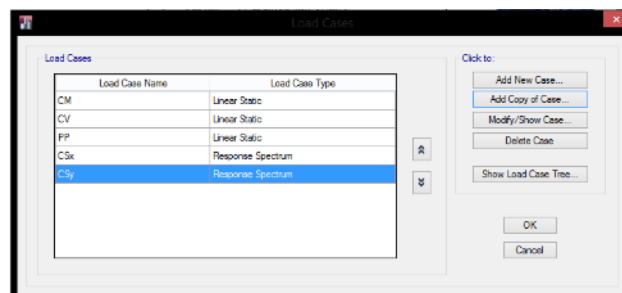 Load Cases
Load Cases
Click to:
Load Case Name Load Case Type
CM Linear Static
CV Linear Static
PP Linear Static
CSx Response Spectrum
CSy Response Spectrum
Add New Case...
Add Copy of Case...
Modify/Show Case...
Delete Case
Show Load Case Tree...
OK
Cancel